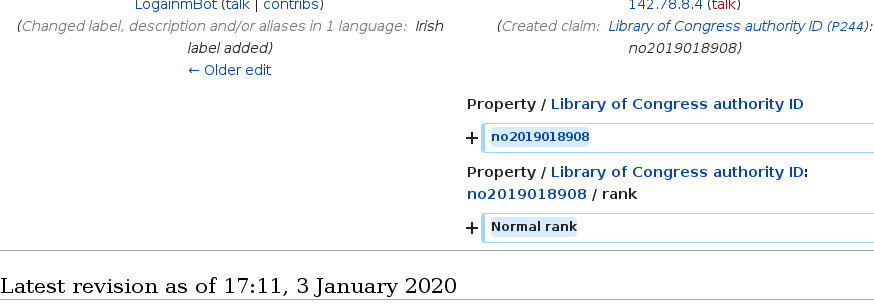 LogainmBot (talk | contribs)
(Changed label, description and/or aliases in 1 language: Irish
label added)
← Older edit
142.78.8.4 (talk)
(Created claim: Library of Congress authority ID (P244):
no2019018908)
Property / Library of Congress authority ID
+ no2019018908
Property / Library of Congress authority ID:
no2019018908 / rank
+ Normal rank
Latest revision as of 17:11, 3 January 2020